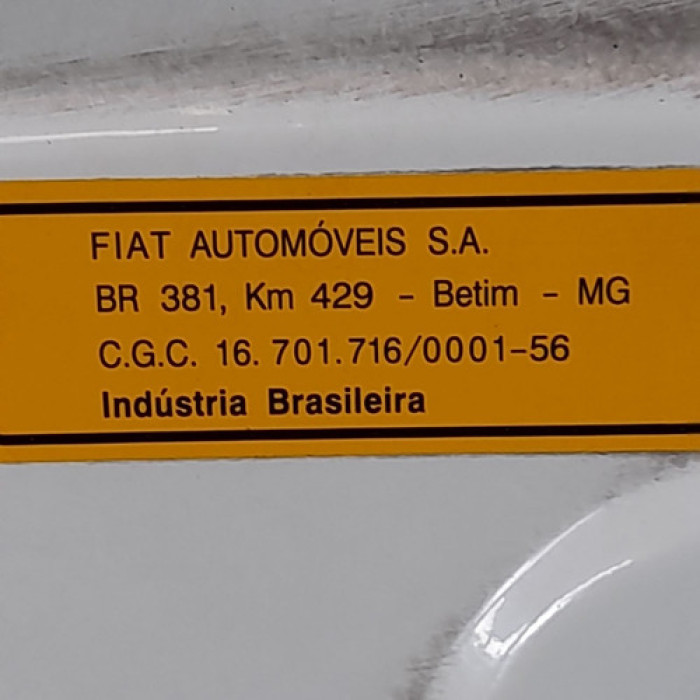 FIAT AUTOMÓVEIS S.A.
BR 381, Km 429 - Betim - MG
C.G.C. 16.701.716/0001-56
Indústria Brasileira